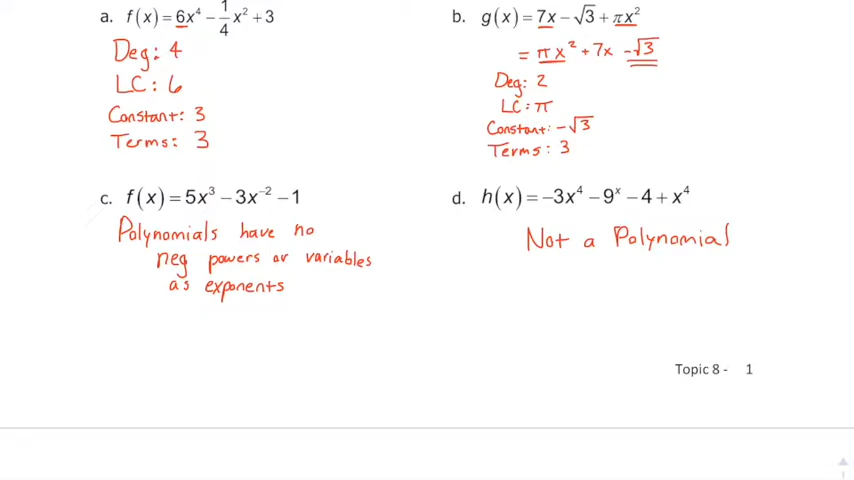 a. f(x) = 6x⁴ − 1/4 x² + 3
Deg: 4
LC: 6
Constant: 3
Terms: 3
b. g(x) = 7x − √3 + πx²
= πx² + 7x − √3
Deg: 2
LC: π
Constant: −√3
Terms: 3
c. f(x) = 5x³ − 3x⁻² − 1
Polynomials have no
neg powers or variables
as exponents
d. h(x) = −3x⁴ − 9ˣ − 4 + x⁴
Not a Polynomial
Topic 8 - 1